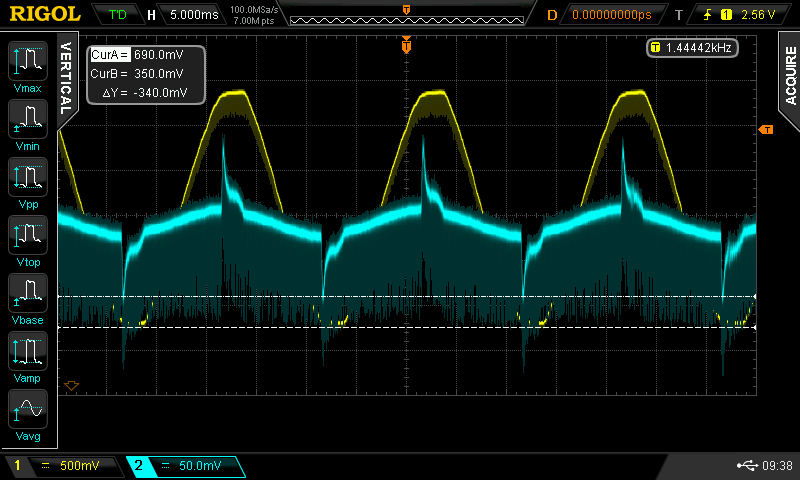 RIGOL T'D H 5.000ms 100.0MSa/s 7.00M pts T D 0.00000000ps T 1 2.56 V
VERTICAL
ACQUIRE
CurA = 690.0mV
CurB = 350.0mV
ΔY = -340.0mV
T 1.44442kHz
T
T
Vmax
Vmin
Vpp
Vtop
Vbase
Vamp
Vavg
1 500mV 2 50.0mV 09:38